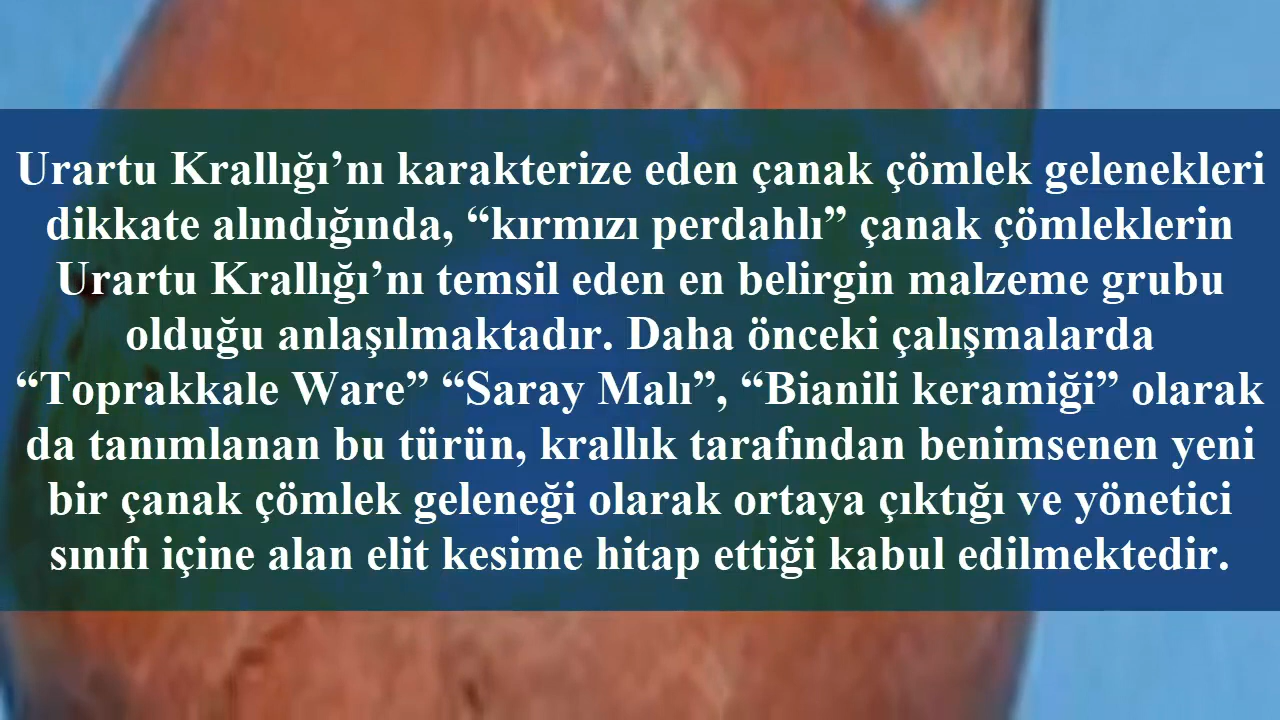 Urartu Krallığı’nı karakterize eden çanak çömlek gelenekleri
dikkate alındığında, “kırmızı perdahlı” çanak çömleklerin
Urartu Krallığı’nı temsil eden en belirgin malzeme grubu
olduğu anlaşılmaktadır. Daha önceki çalışmalarda
“Toprakkale Ware” “Saray Malı”, “Bianili keramiği” olarak
da tanımlanan bu türün, krallık tarafından benimsenen yeni
bir çanak çömlek geleneği olarak ortaya çıktığı ve yönetici
sınıfı içine alan elit kesime hitap ettiği kabul edilmektedir.